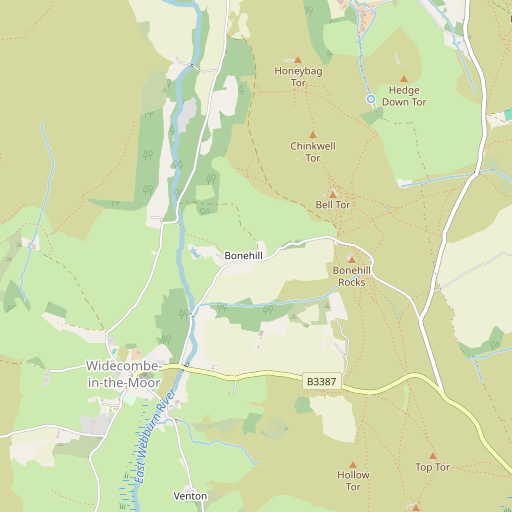 Honeybag
Tor
Hedge
Down Tor
Chinkwell
Tor
Bell Tor
Bonehill
Bonehill
Rocks
Widecombe-
in-the-Moor
B3387
East Webburn River
Hollow
Tor
Top Tor
Venton